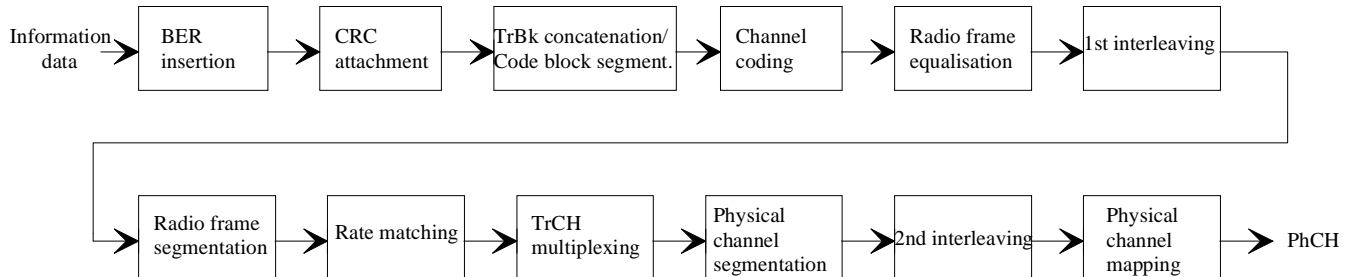 Information
data
BER
insertion
CRC
attachment
TrBk concatenation/
Code block segment.
Channel
coding
Radio frame
equalisation
1st interleaving
Radio frame
segmentation
Rate matching
TrCH
multiplexing
Physical
channel
segmentation
2nd interleaving
Physical
channel
mapping
PhCH